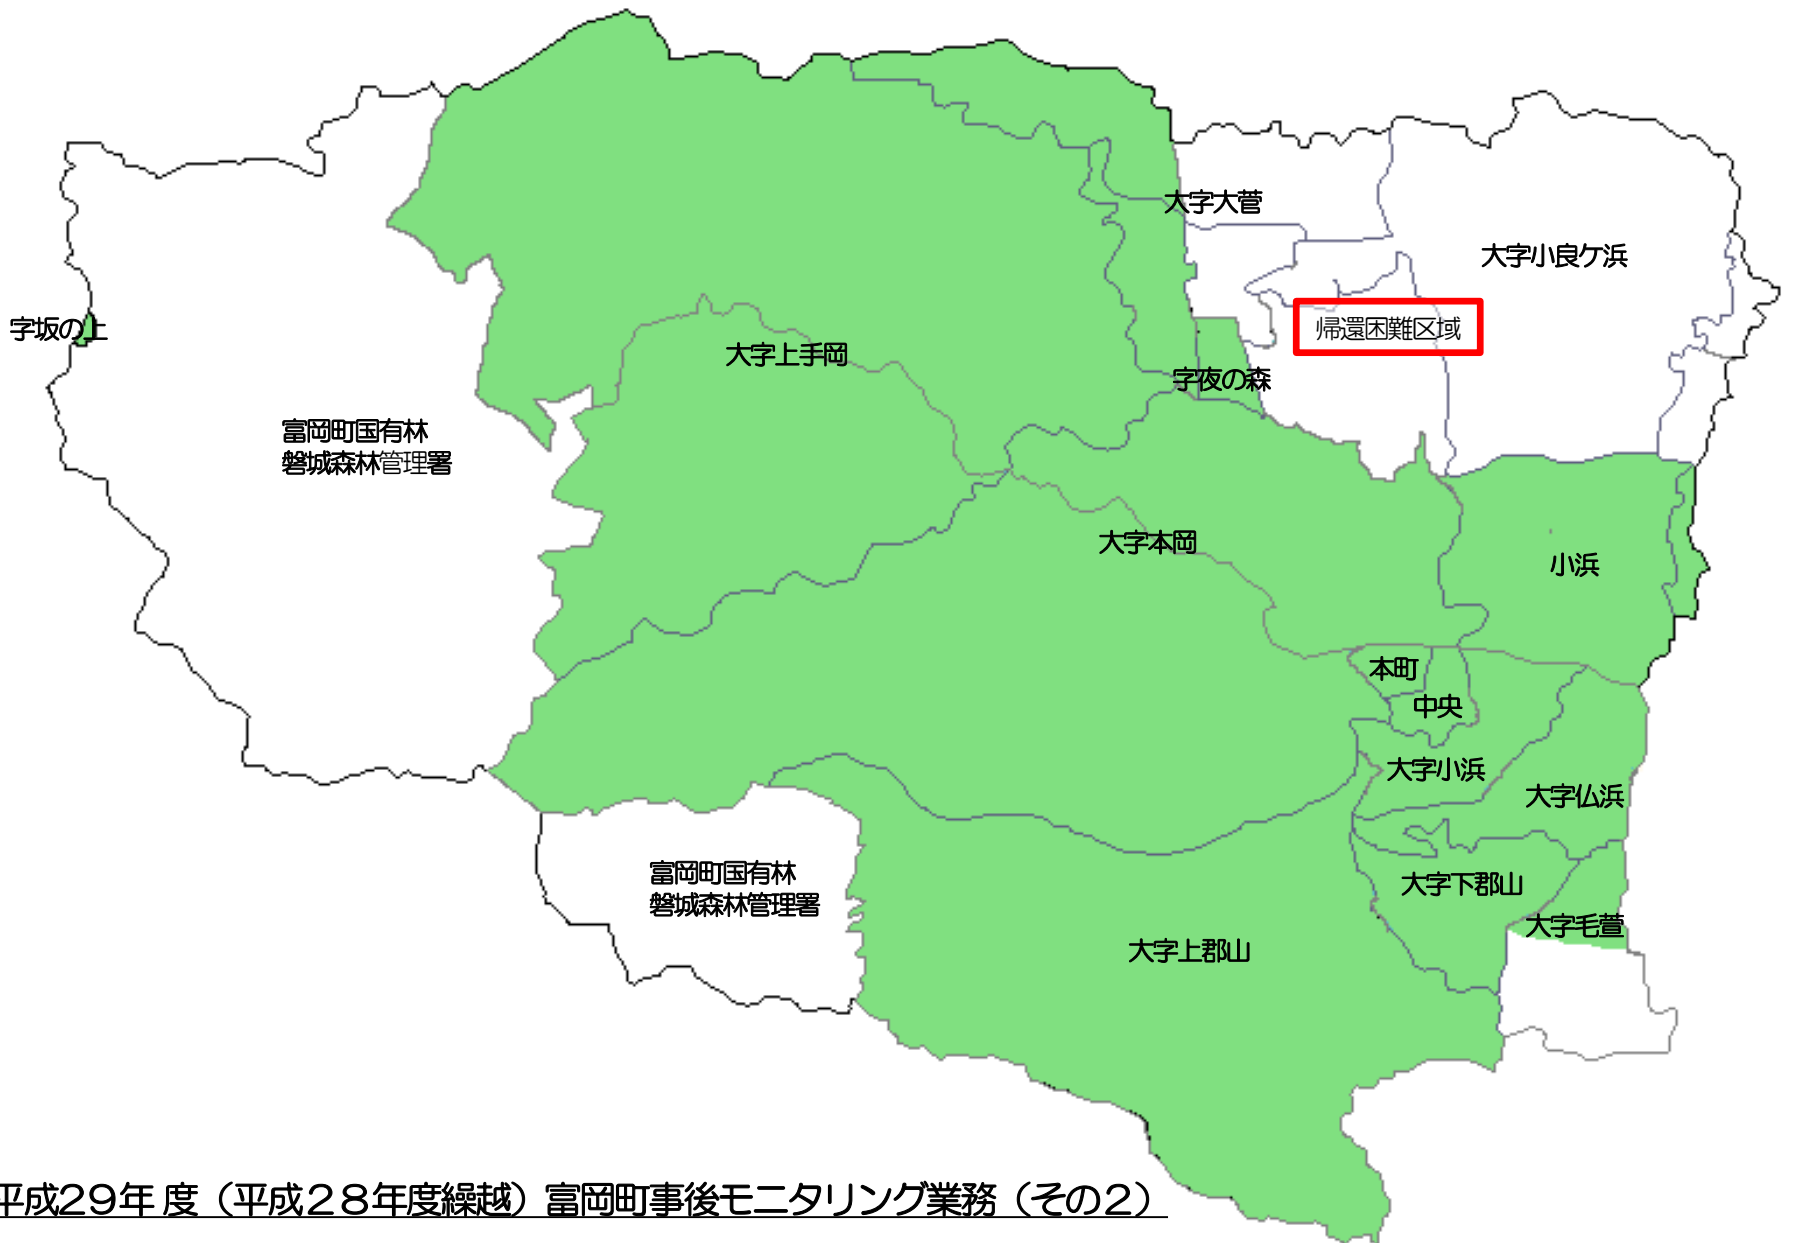 大字大菅
大字小良ケ浜
字坂の上
帰還困難区域
大字上手岡
字夜の森
富岡町国有林
磐城森林管理署
大字本岡
小浜
本町
中央
大字小浜
大字仏浜
富岡町国有林
磐城森林管理署
大字下郡山
大字毛萱
大字上郡山
平成29年 度（平成２８年度繰越）富岡町事後モニタリング業務（その２）